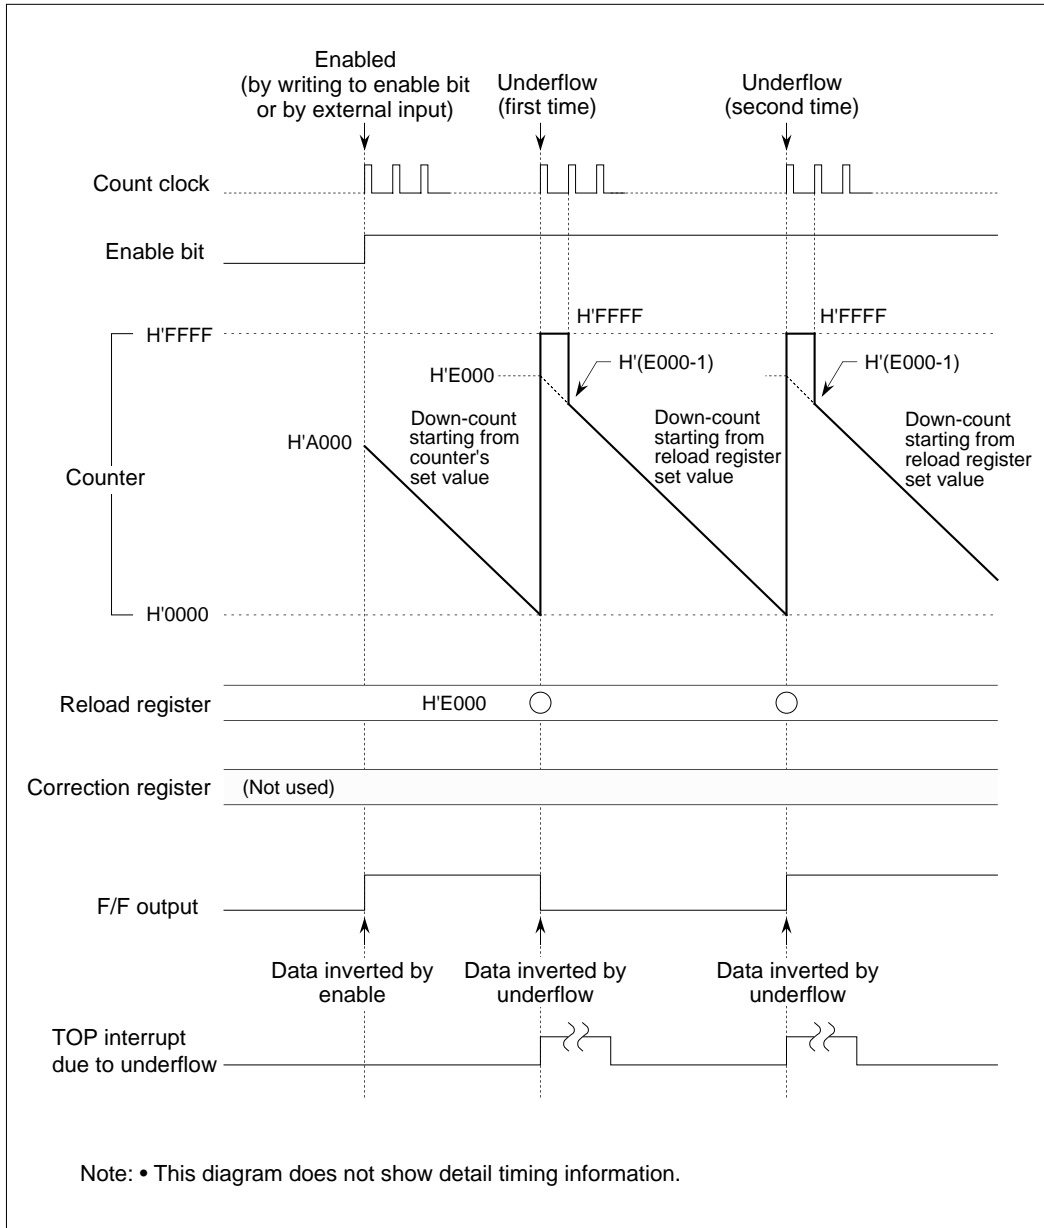 Enabled
(by writing to enable bit
or by external input)
Underflow
(first time)
Underflow
(second time)
Count clock
Enable bit
H'FFFF
H'FFFF
H'FFFF
H'E000
H'(E000-1)
H'(E000-1)
H'A000
Down-count
starting from
counter's
set value
Down-count
starting from
reload register
set value
Down-count
starting from
reload register
set value
Counter
H'0000
Reload register
H'E000
Correction register
(Not used)
F/F output
Data inverted by
enable
Data inverted by
underflow
Data inverted by
underflow
TOP interrupt
due to underflow
Note: • This diagram does not show detail timing information.